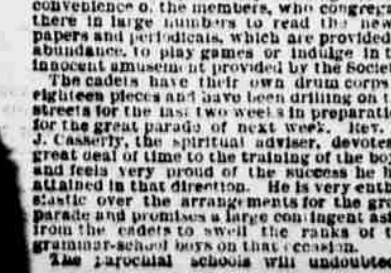 convenience o. the members, who congrega
there in large numbers to read the new
papers and periodicals, which are provided
abundance, to play games or indulge in t
innocent amusement provided by the Societ
The cadets have their own drum corps
eighteen pieces and have been drilling on t
streets for the last two weeks in preparati
for the great parade of next week. Rev.
J. Casserly, the spiritual adviser, devotes
great deal of time to the training of the bo
and feels very proud of the success he h
attained in that direction. He is very enth
siastic over the arrangements for the gre
parade and promises a large contingent as
from the cadets to swell the ranks of t
grammar-school boys on that occasion.
The parochial schools will undoubted